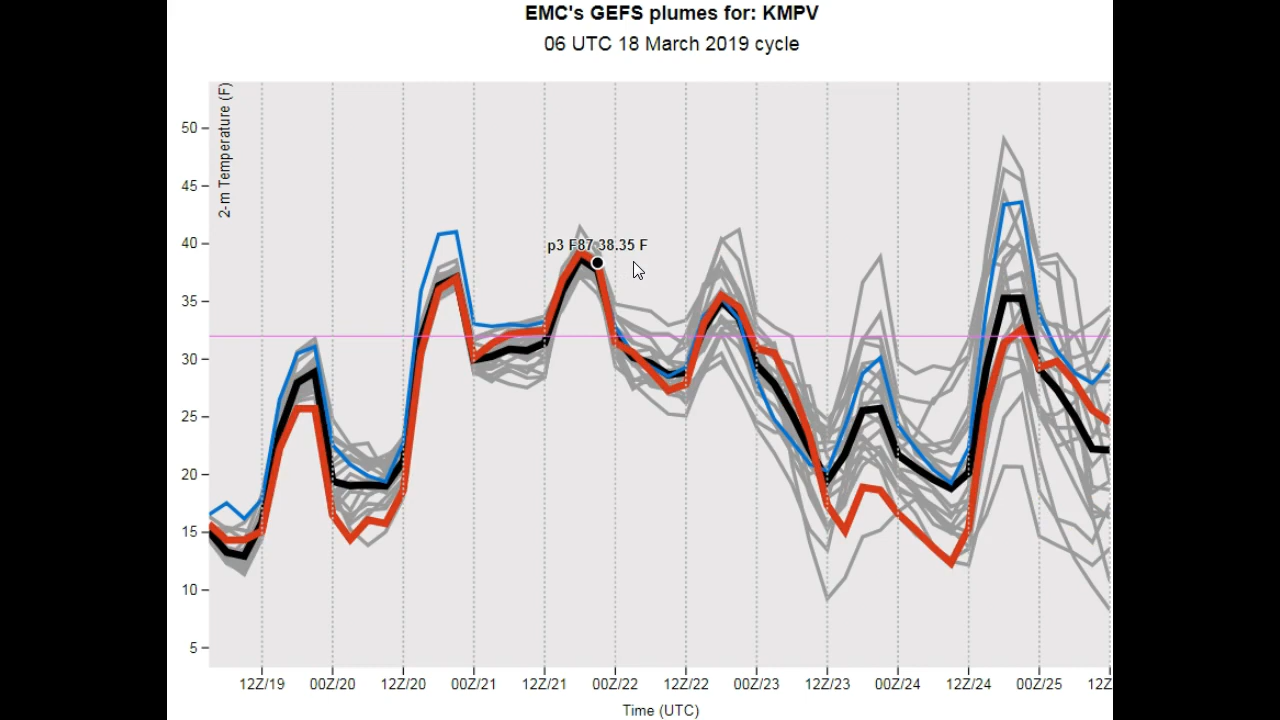 EMC's GEFS plumes for: KMPV
06 UTC 18 March 2019 cycle
2-m Temperature (F)
50
45
40
35
30
25
20
15
10
5
p3 F87 38.35 F
12Z/19 00Z/20 12Z/20 00Z/21 12Z/21 00Z/22 12Z/22 00Z/23 12Z/23 00Z/24 12Z/24 00Z/25 12Z
Time (UTC)